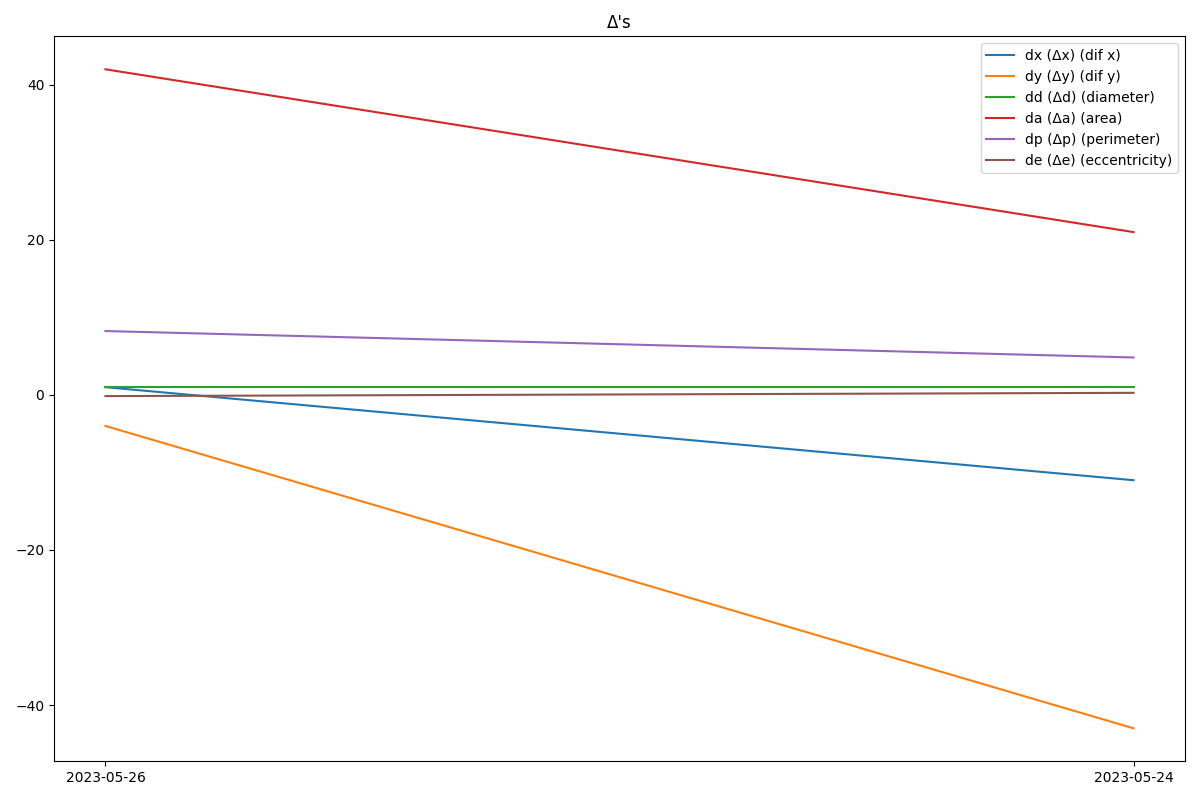 Δ's
dx (Δx) (dif x)
dy (Δy) (dif y)
dd (Δd) (diameter)
da (Δa) (area)
dp (Δp) (perimeter)
de (Δe) (eccentricity)
40
20
0
−20
−40
2023-05-26 2023-05-24